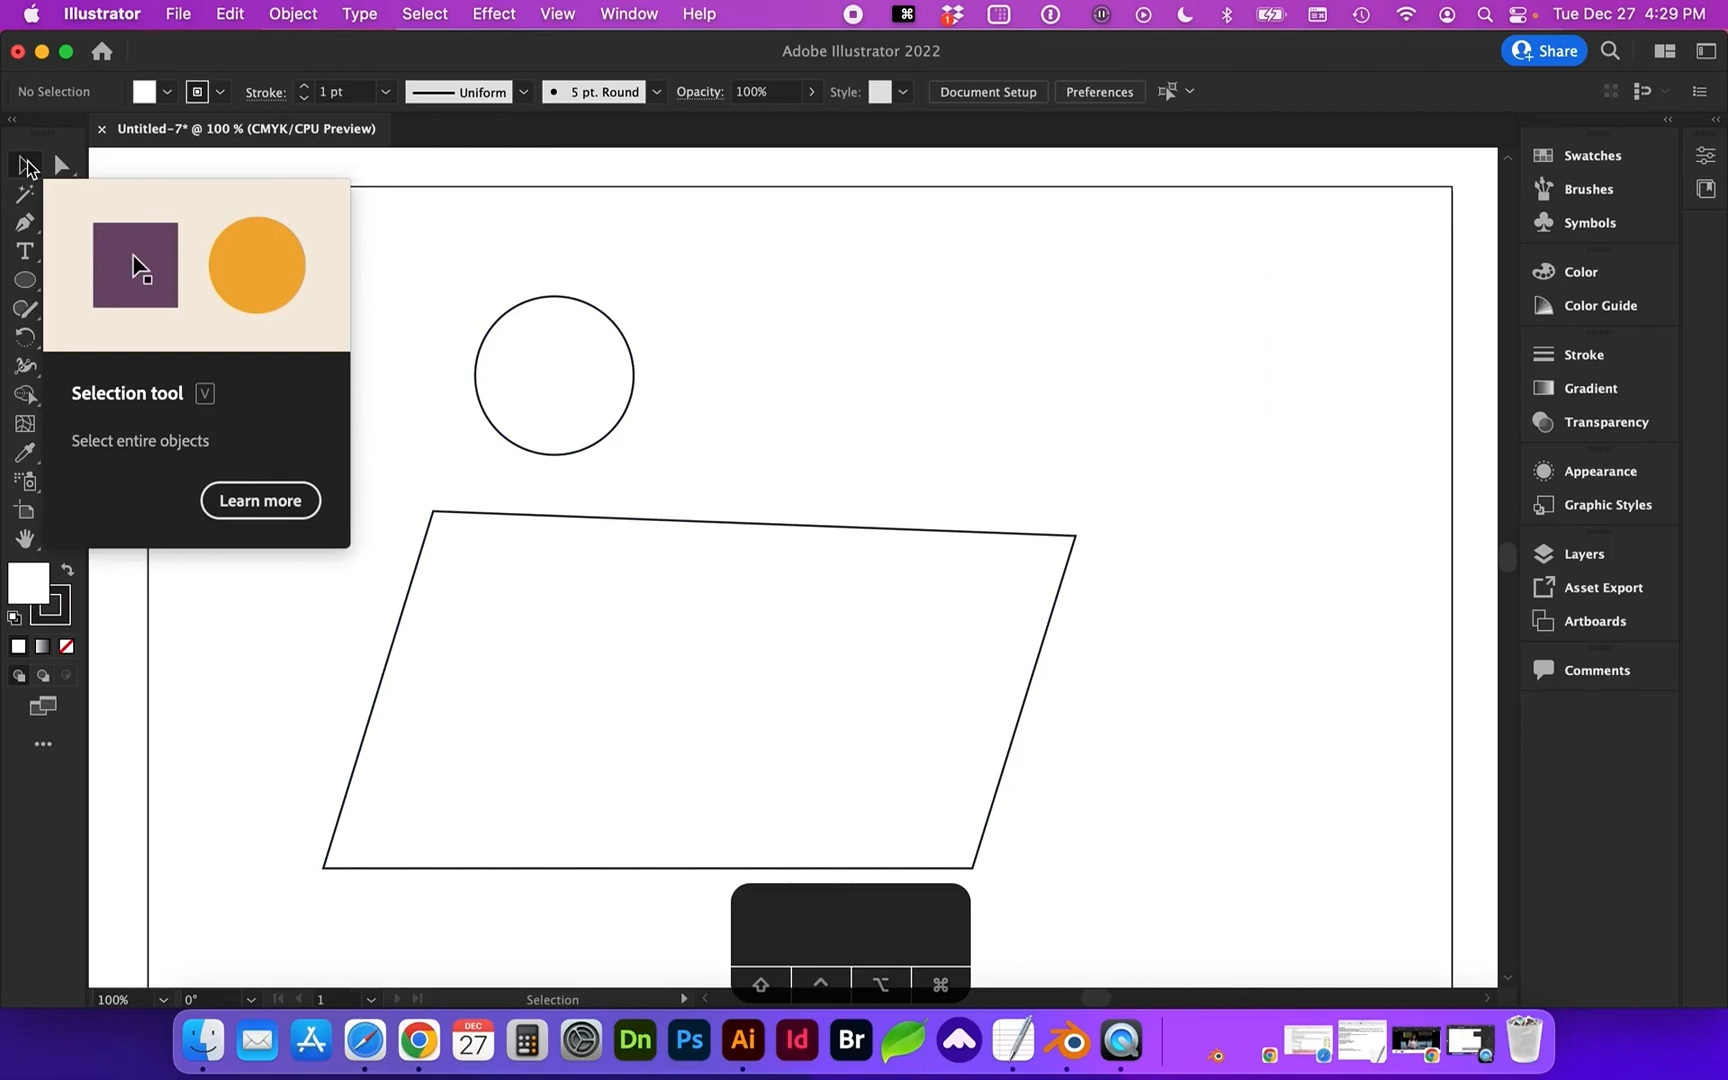 Illustrator File Edit Object Type Select Effect View Window Help
1
Tue Dec 27 4:29 PM
Adobe Illustrator 2022
Share
No Selection
Stroke: 1 pt
Uniform
5 pt. Round
Opacity: 100%
Style:
Document Setup
Preferences
Untitled-7* @ 100 % (CMYK/CPU Preview)
Swatches
Brushes
Symbols
Color
Color Guide
Stroke
Gradient
Transparency
Appearance
Graphic Styles
Layers
Asset Export
Artboards
Comments
T
Selection tool V
Select entire objects
Learn more
100% 0° 1 Selection
DEC
27
Dn
Ps
Ai
Id
Br